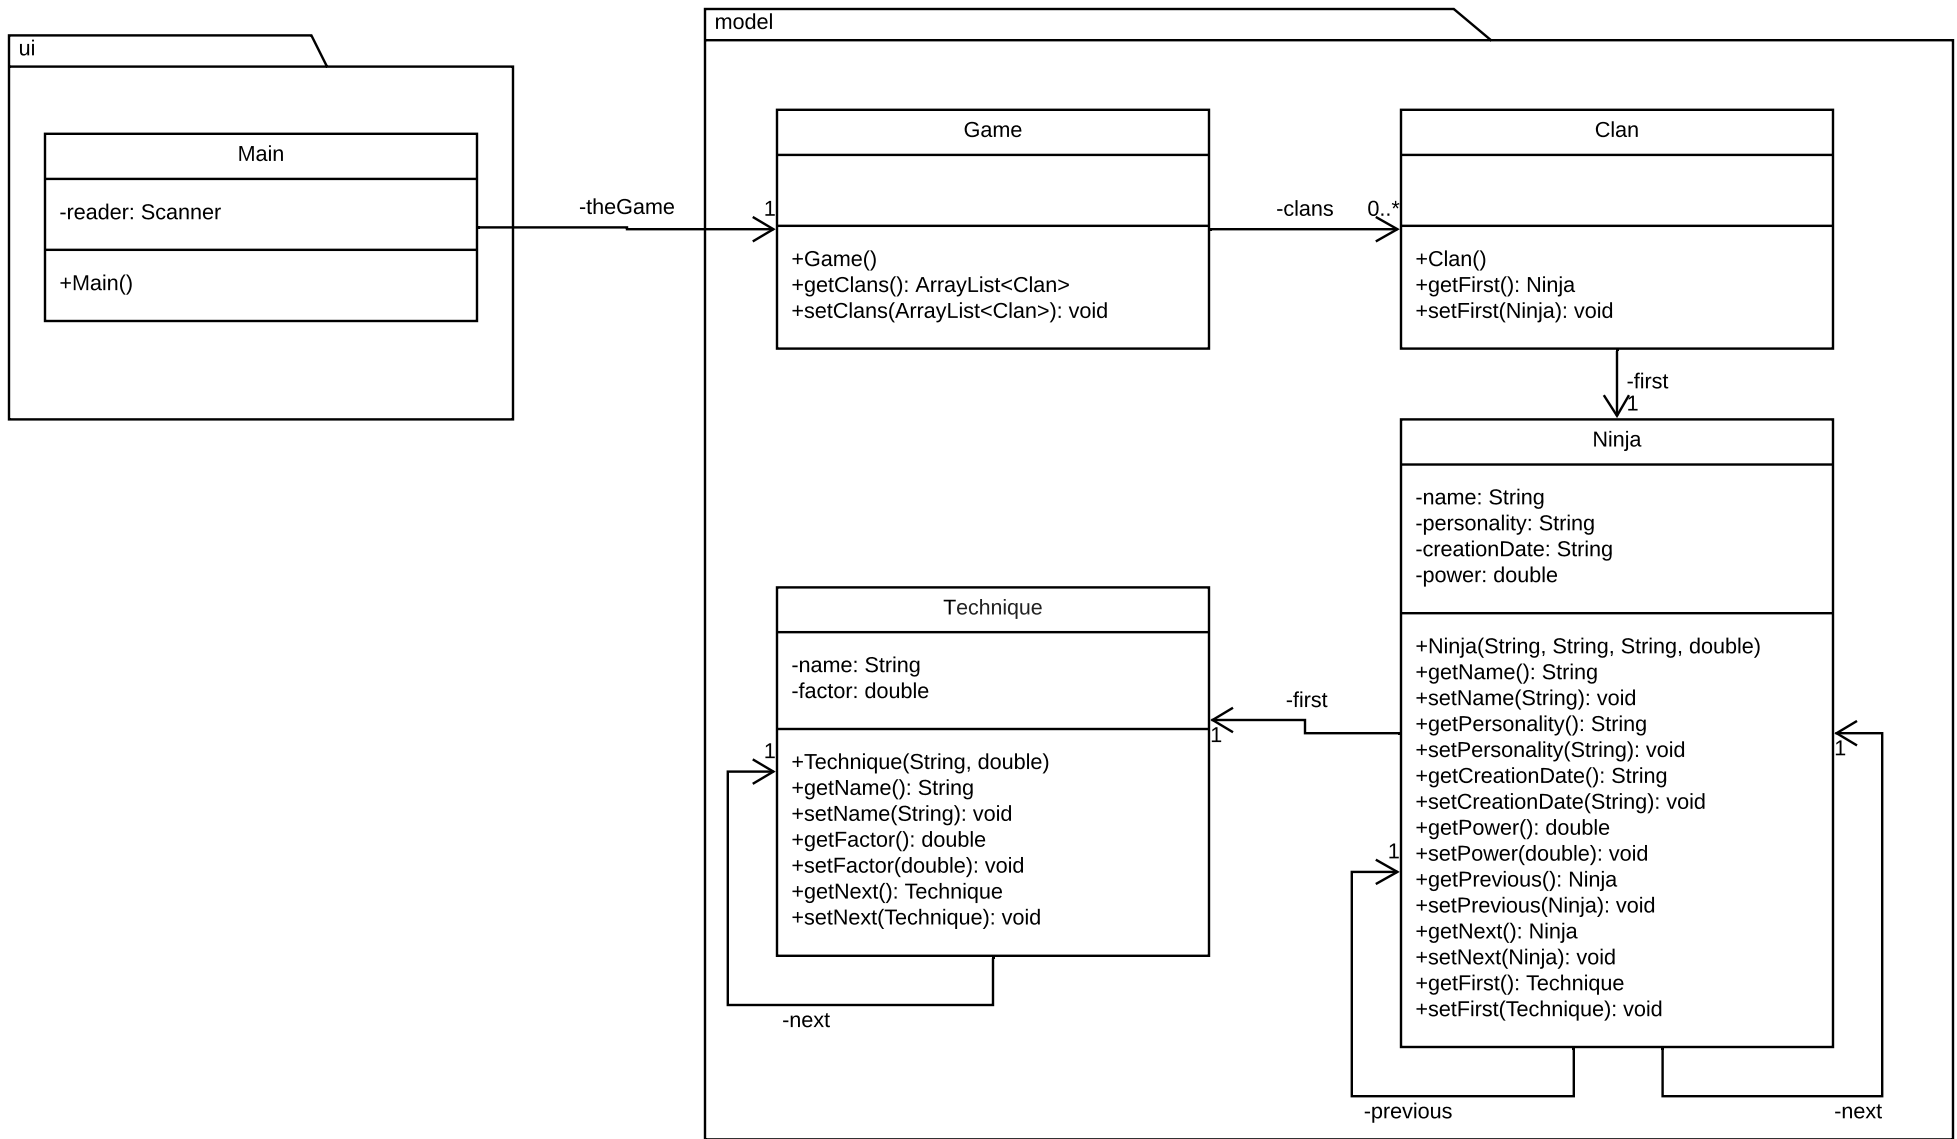 ui
Main
-reader: Scanner
+Main()
-theGame
1
model
Game
+Game()
+getClans(): ArrayList<Clan>
+setClans(ArrayList<Clan>): void
-clans
0..*
Clan
+Clan()
+getFirst(): Ninja
+setFirst(Ninja): void
-first
1
Ninja
-name: String
-personality: String
-creationDate: String
-power: double
+Ninja(String, String, String, double)
+getName(): String
+setName(String): void
+getPersonality(): String
+setPersonality(String): void
+getCreationDate(): String
+setCreationDate(String): void
+getPower(): double
+setPower(double): void
+getPrevious(): Ninja
+setPrevious(Ninja): void
+getNext(): Ninja
+setNext(Ninja): void
+getFirst(): Technique
+setFirst(Technique): void
1
-previous
1
-next
-first
1
Technique
-name: String
-factor: double
+Technique(String, double)
+getName(): String
+setName(String): void
+getFactor(): double
+setFactor(double): void
+getNext(): Technique
+setNext(Technique): void
1
-next